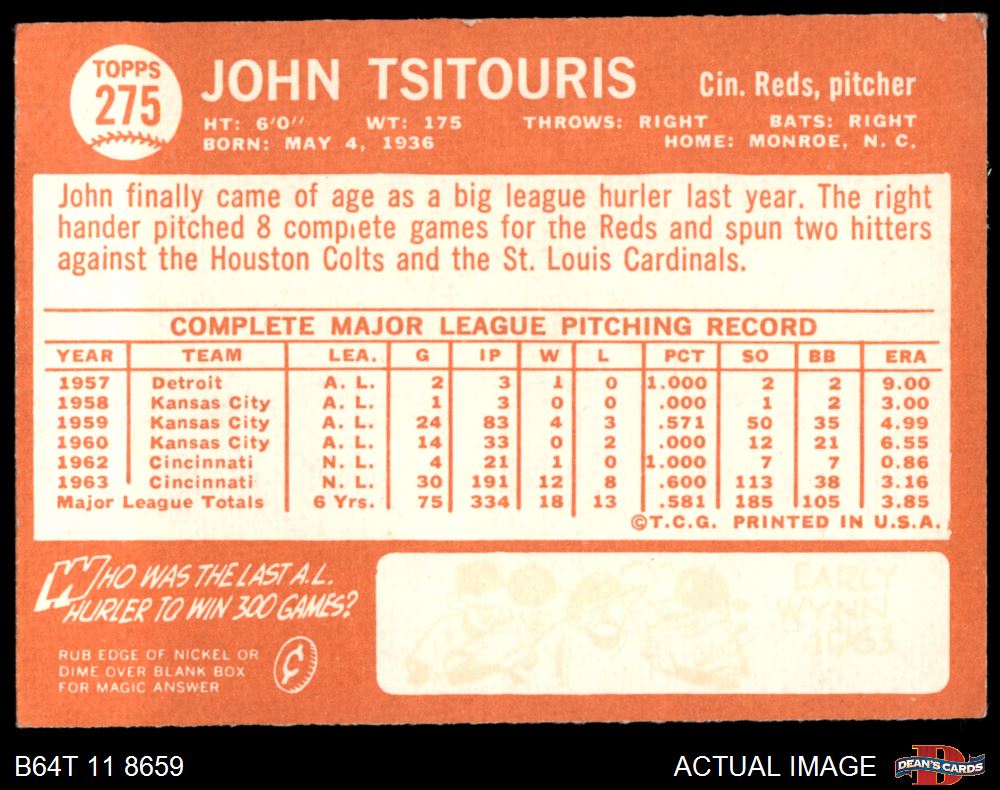 TOPPS
275
JOHN TSITOURIS
Cin. Reds, pitcher
HT: 6'0" WT: 175 THROWS: RIGHT BATS: RIGHT
BORN: MAY 4, 1936 HOME: MONROE, N. C.
John finally came of age as a big league hurler last year. The right
hander pitched 8 complete games for the Reds and spun two hitters
against the Houston Colts and the St. Louis Cardinals.
COMPLETE MAJOR LEAGUE PITCHING RECORD
YEAR TEAM LEA. G IP W L PCT SO BB ERA
1957 Detroit A. L. 2 3 1 0 1.000 2 2 9.00
1958 Kansas City A. L. 1 3 0 0 .000 1 2 3.00
1959 Kansas City A. L. 24 83 4 3 .571 50 35 4.99
1960 Kansas City A. L. 14 33 0 2 .000 12 21 6.55
1962 Cincinnati N. L. 4 21 1 0 1.000 7 7 0.86
1963 Cincinnati N. L. 30 191 12 8 .600 113 38 3.16
Major League Totals 6 Yrs. 75 334 18 13 .581 185 105 3.85
©T.C.G. PRINTED IN U.S.A.
WHO WAS THE LAST A.L.
HURLER TO WIN 300 GAMES?
RUB EDGE OF NICKEL OR
DIME OVER BLANK BOX
FOR MAGIC ANSWER
EARLY
WYNN
1963
B64T 11 8659
ACTUAL IMAGE
DEAN'S CARDS